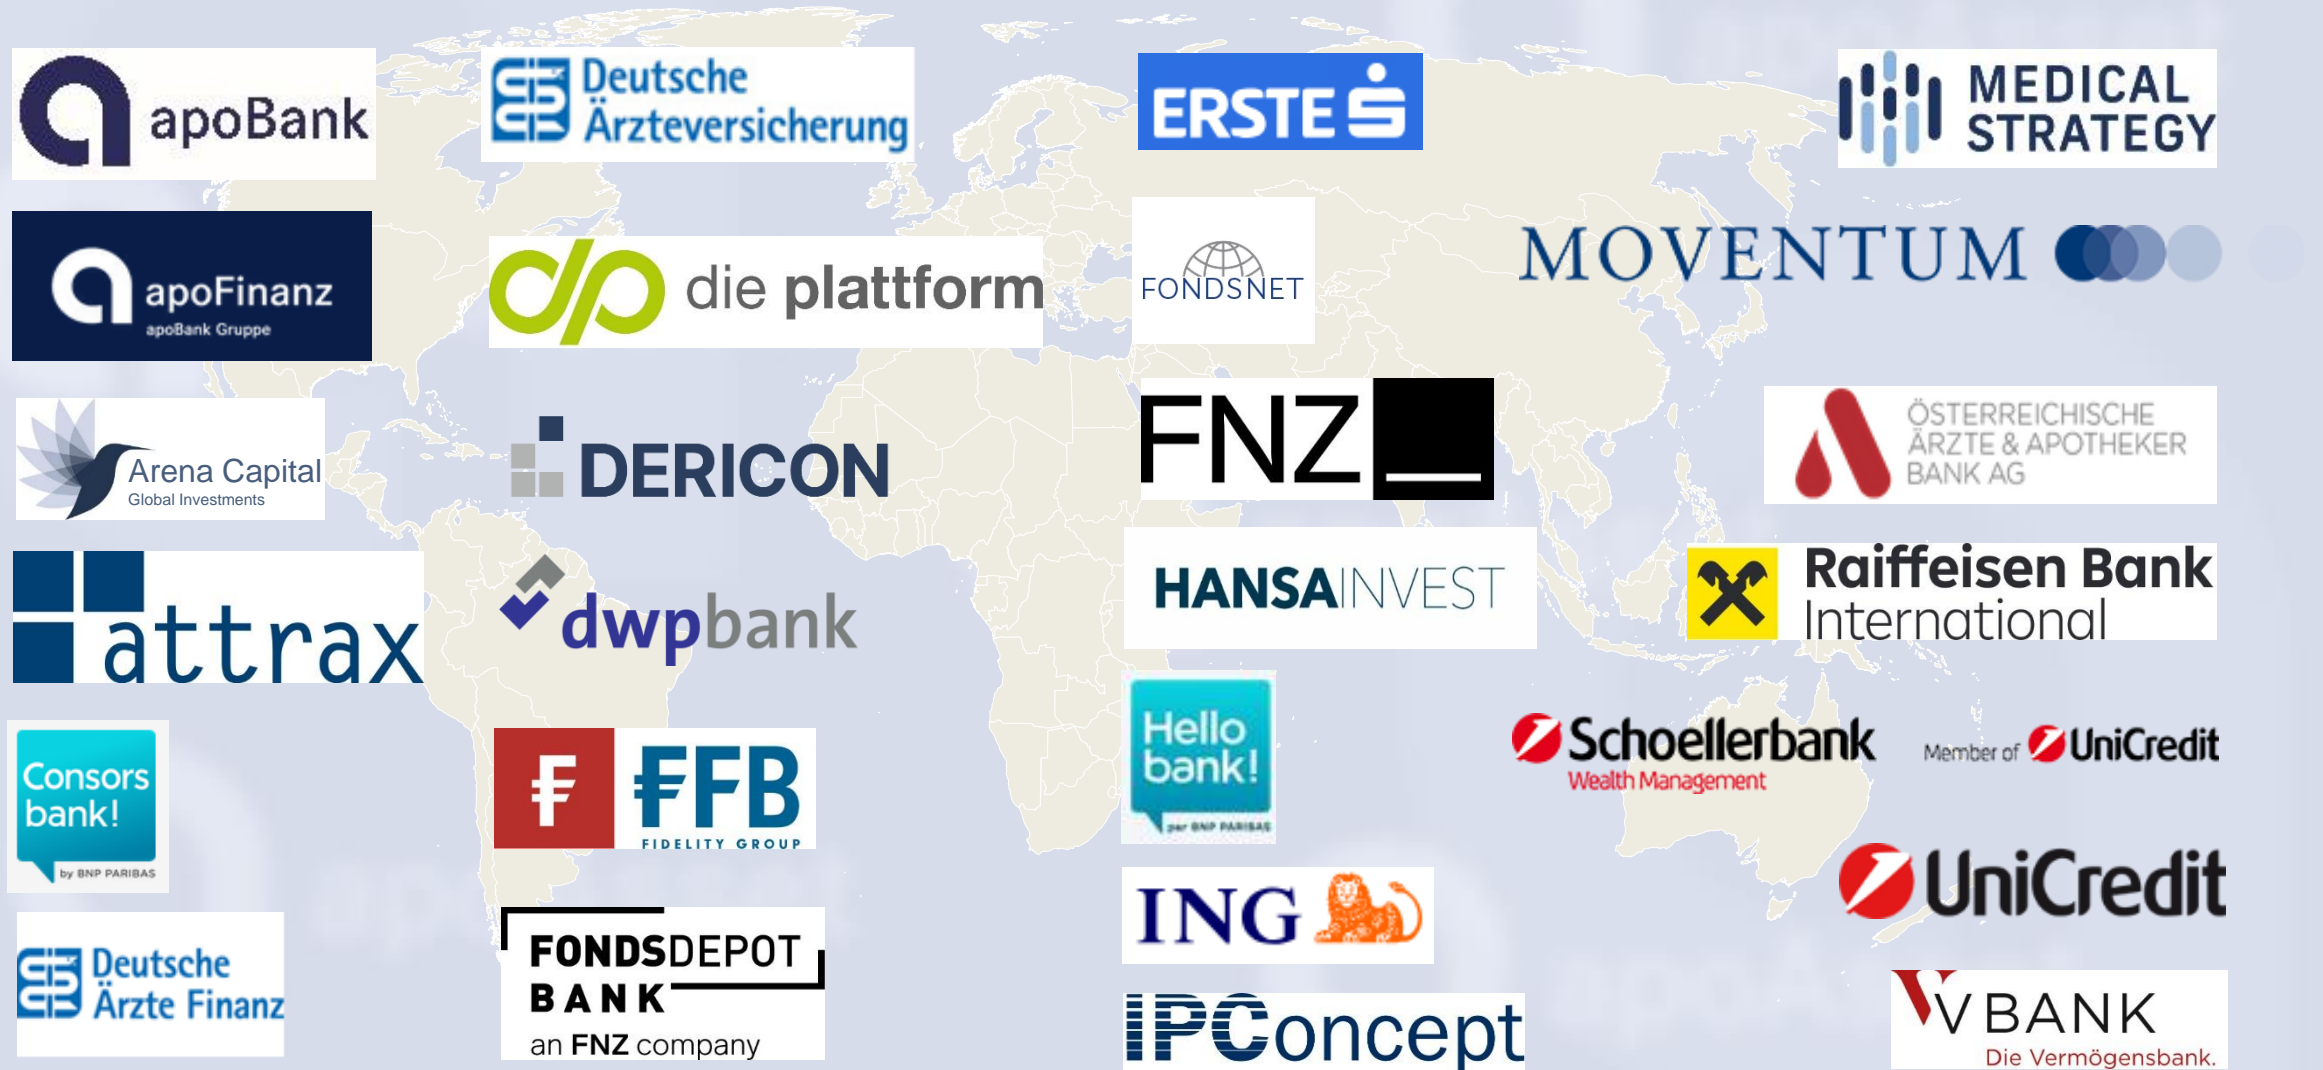 apoBank
apoFinanz
apoBank Gruppe
Arena Capital
Global Investments
attrax
Consors
bank!
by BNP PARIBAS
Deutsche
Ärzte Finanz
Deutsche
Ärzteversicherung
die plattform
DERICON
dwpbank
FFB
FIDELITY GROUP
FONDSDEPOT
BANK
an FNZ company
ERSTE
FONDSNET
FNZ
HANSAINVEST
Hello
bank!
par BNP PARIBAS
ING
IPConcept
MEDICAL
STRATEGY
MOVENTUM
ÖSTERREICHISCHE
ÄRZTE & APOTHEKER
BANK AG
Raiffeisen Bank
International
Schoellerbank
Wealth Management
Member of UniCredit
UniCredit
V BANK
Die Vermögensbank.